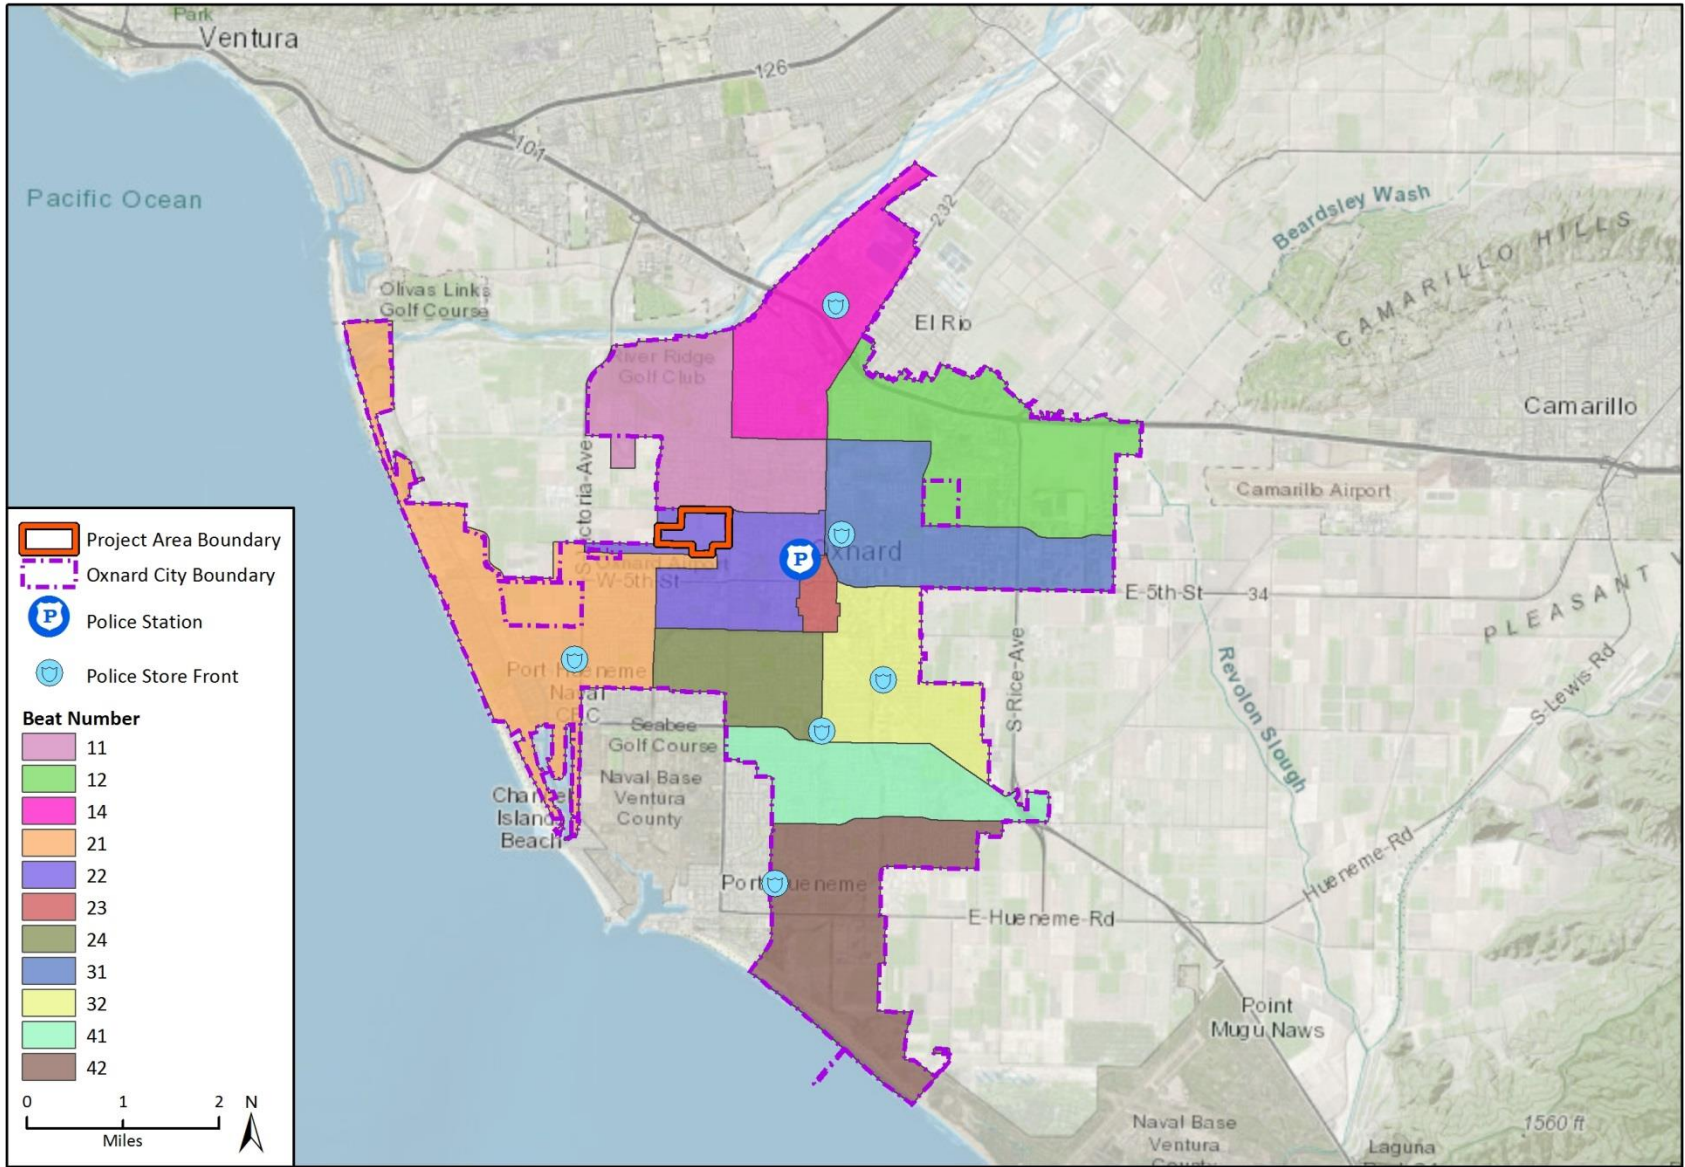 Park
Ventura
126
101
Pacific Ocean
232
Beardsley Wash
CAMARILLO HILLS
Olivas Links
Golf Course
El Rio
River Ridge
Golf Club
Camarillo
Camarillo Airport
Oxnard
Oxnard Airport
W-5th-St
E-5th-St
34
PLEASANT
S-Rice-Ave
Revolon Slough
S-Lewis-Rd
Port Hueneme
Naval
Seabee
Golf Course
Naval Base
Ventura
County
Channel
Islands
Beach
Port Hueneme
E-Hueneme-Rd
Hueneme-Rd
Point
Mugu Naws
Naval Base
Ventura
1560 ft
Laguna
P
Project Area Boundary
Oxnard City Boundary
P
Police Station
Police Store Front
Beat Number
11
12
14
21
22
23
24
31
32
41
42
0 1 2
Miles
N